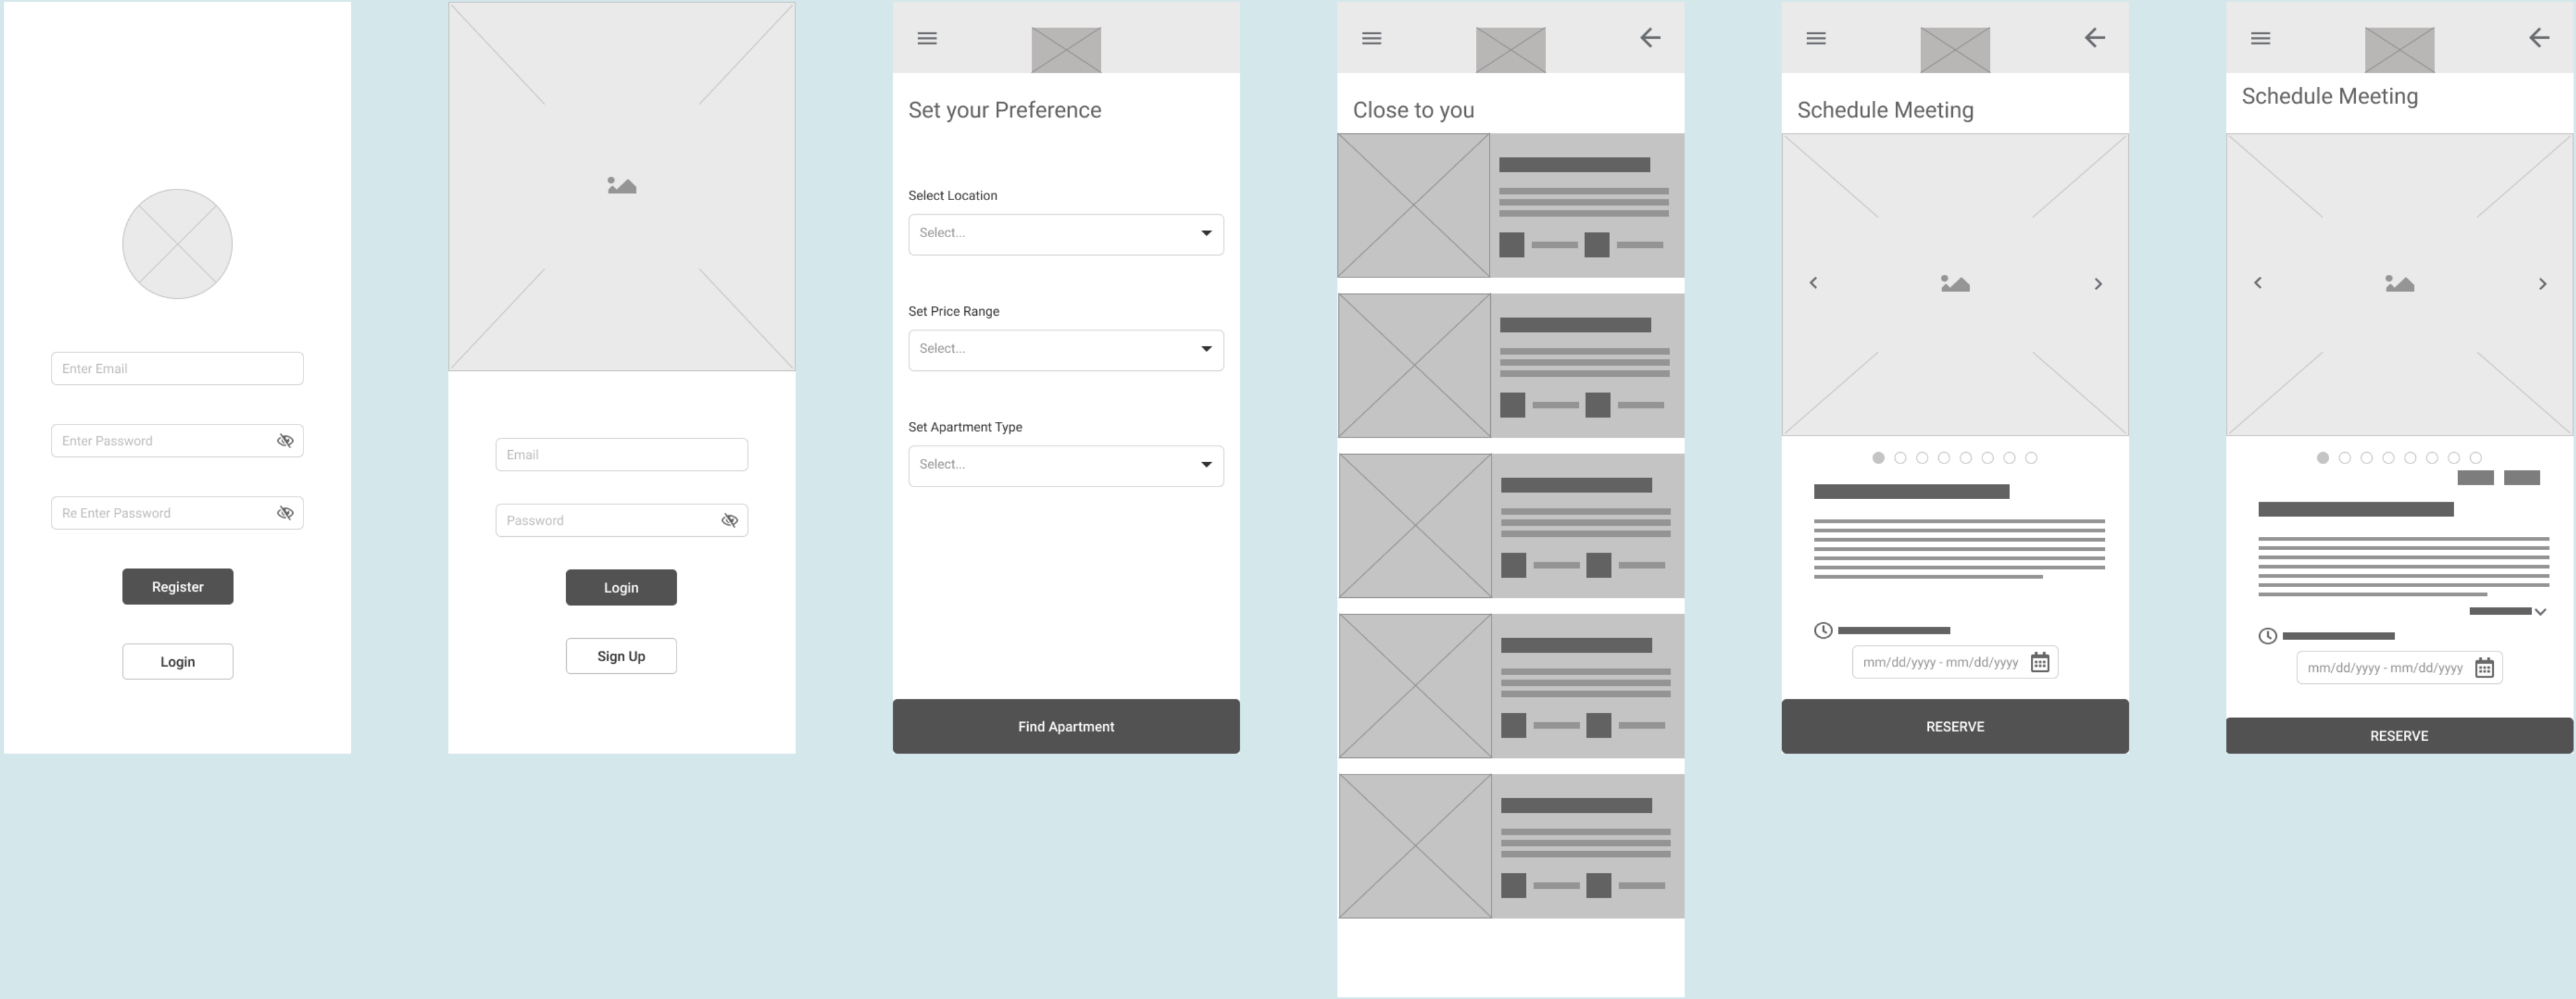 Enter Email
Enter Password
Re Enter Password
Register
Login
Email
Password
Login
Sign Up
Set your Preference
Select Location
Select...
Set Price Range
Select...
Set Apartment Type
Select...
Find Apartment
Close to you
Schedule Meeting
mm/dd/yyyy - mm/dd/yyyy
RESERVE
Schedule Meeting
mm/dd/yyyy - mm/dd/yyyy
RESERVE